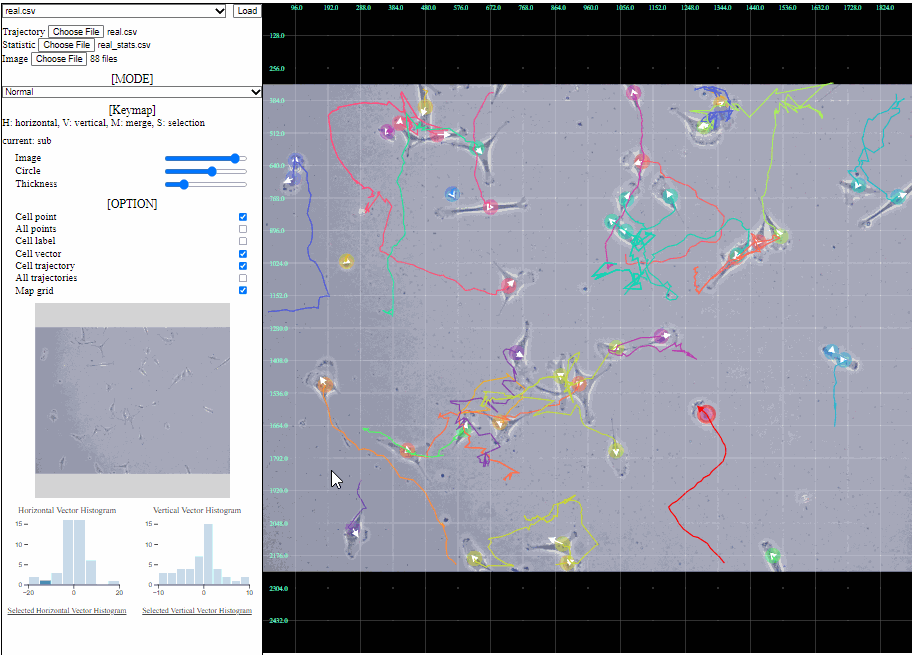 real.csv Load
Trajectory Choose File real.csv
Statistic Choose File real_stats.csv
Image Choose File 88 files
[MODE]
Normal
[Keymap]
H: horizontal, V: vertical, M: merge, S: selection
current: sub
Image
Circle
Thickness
[OPTION]
Cell point
All points
Cell label
Cell vector
Cell trajectory
All trajectories
Map grid
Horizontal Vector Histogram
15
10
5
0
−20 0 20
Selected Horizontal Vector Histogram
Vertical Vector Histogram
15
10
5
0
−10 0 10
Selected Vertical Vector Histogram
96.0 192.0 288.0 384.0 480.0 576.0 672.0 768.0 864.0 960.0 1056.0 1152.0 1248.0 1344.0 1440.0 1536.0 1632.0 1728.0 1824.0
128.0
256.0
384.0
512.0
640.0
768.0
896.0
1024.0
1152.0
1280.0
1408.0
1536.0
1664.0
1792.0
1920.0
2048.0
2176.0
2304.0
2432.0